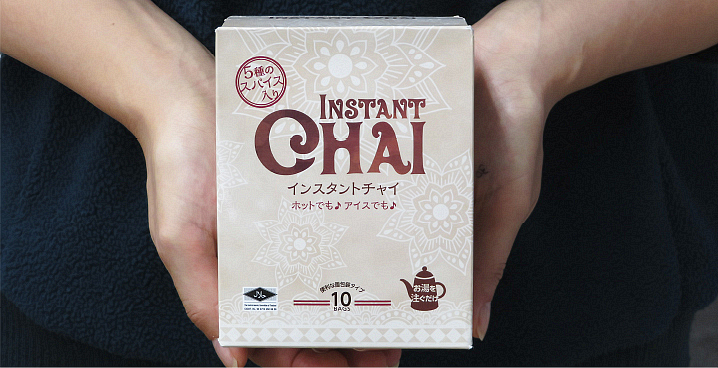 5種の
スパイス
入り
INSTANT
CHAI
インスタントチャイ
ホットでも♪アイスでも♪
便利な個包装タイプ
10
BAGS
お湯を
注ぐだけ